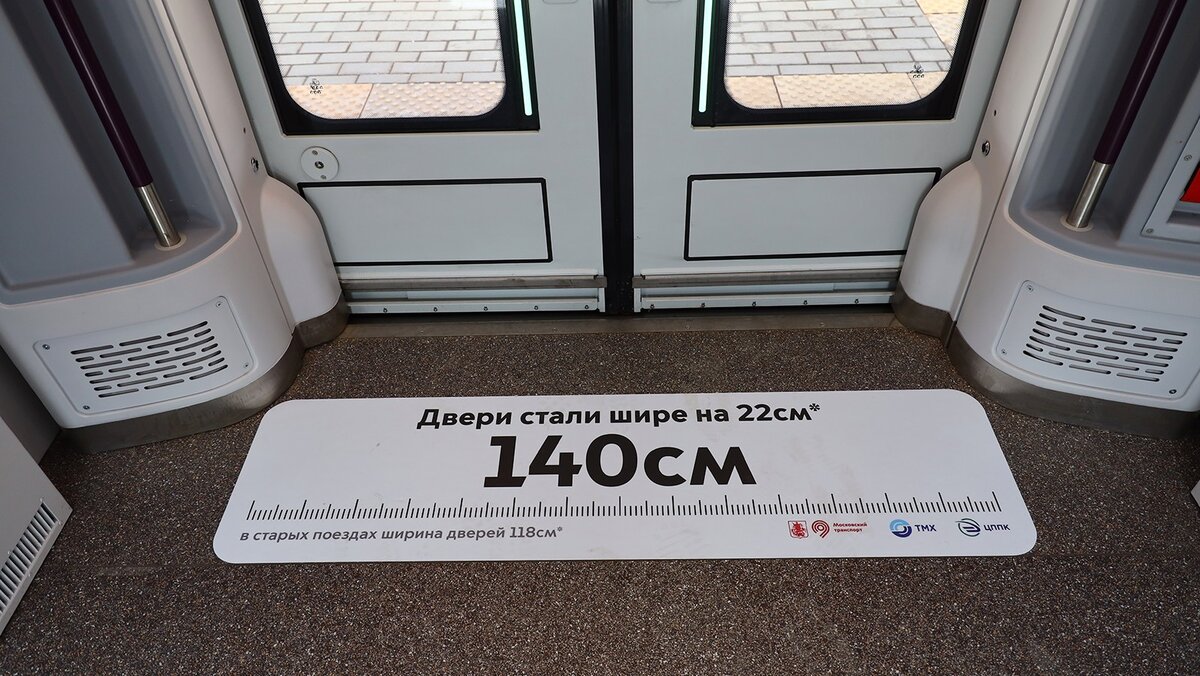 Двери стали шире на 22см*
140см
в старых поездах ширина дверей 118см*
Московский
транспорт
ТМХ
ЦППК